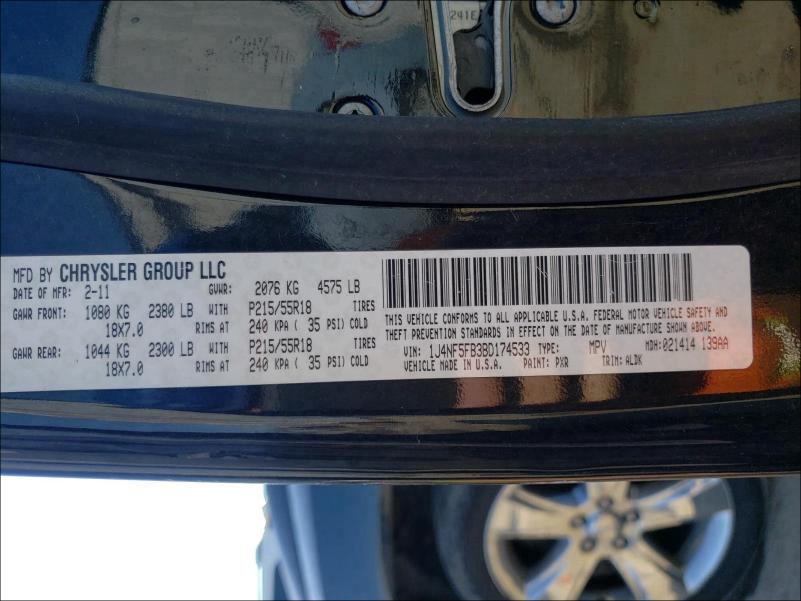 241E
MFD BY CHRYSLER GROUP LLC
DATE OF MFR: 2-11 GVWR: 2076 KG 4575 LB
GAWR FRONT: 1080 KG 2380 LB WITH P215/55R18 TIRES
18X7.0 RIMS AT 240 KPA ( 35 PSI) COLD
GAWR REAR: 1044 KG 2300 LB WITH P215/55R18 TIRES
18X7.0 RIMS AT 240 KPA ( 35 PSI) COLD
THIS VEHICLE CONFORMS TO ALL APPLICABLE U.S.A. FEDERAL MOTOR VEHICLE SAFETY AND
THEFT PREVENTION STANDARDS IN EFFECT ON THE DATE OF MANUFACTURE SHOWN ABOVE.
VIN: 1J4NF5FB3BD174533 TYPE: MPV MDH: 021414 139AA
VEHICLE MADE IN U.S.A. PAINT: PXR TRIM: ALDK